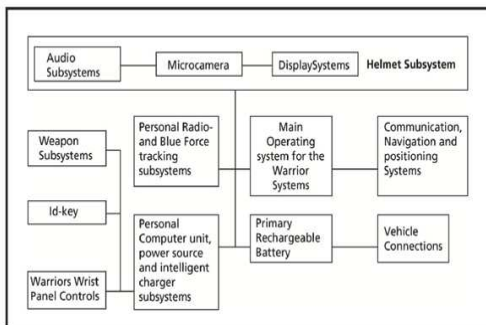 Audio
Subsystems
Microcamera
DisplaySystems
Helmet Subsystem
Weapon
Subsystems
Personal Radio-
and Blue Force
tracking
subsystems
Main
Operating
system for the
Warrior
Systems
Communication,
Navigation and
positioning
Systems
Id-key
Personal
Computer unit,
power source
and intelligent
charger
subsystems
Primary
Rechargeable
Battery
Vehicle
Connections
Warriors Wrist
Panel Controls